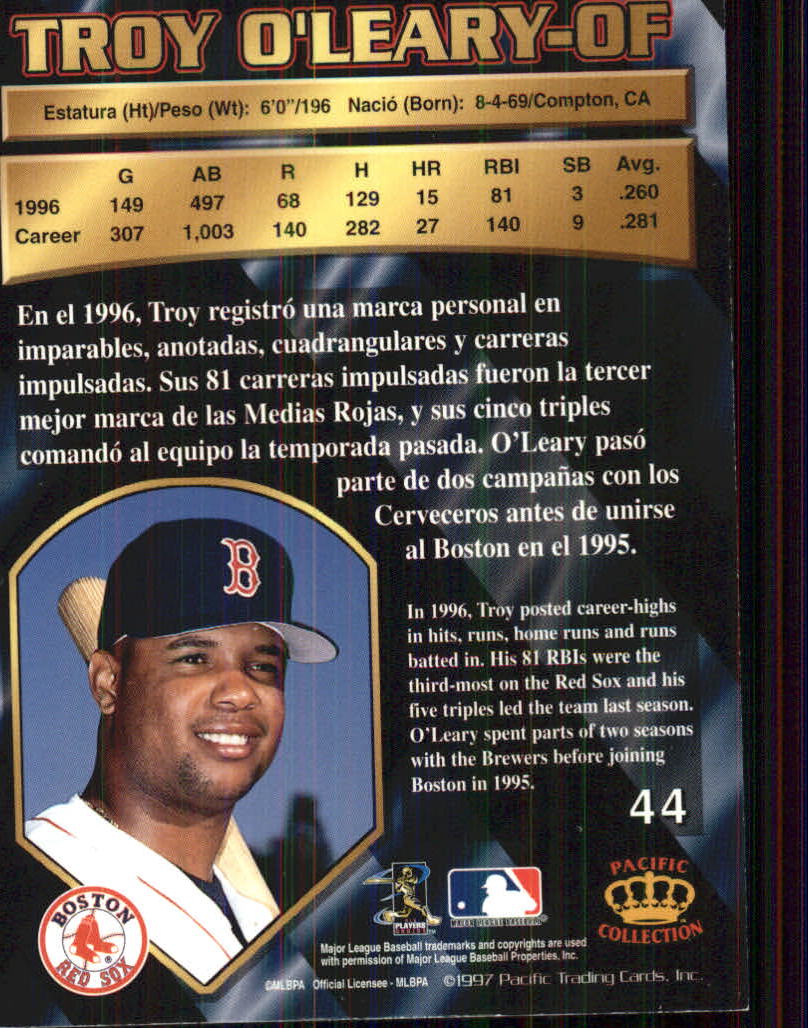 TROY O'LEARY-OF
Estatura (Ht)/Peso (Wt): 6'0"/196 Nació (Born): 8-4-69/Compton, CA
G AB R H HR RBI SB Avg.
1996 149 497 68 129 15 81 3 .260
Career 307 1,003 140 282 27 140 9 .281
En el 1996, Troy registró una marca personal en
imparables, anotadas, cuadrangulares y carreras
impulsadas. Sus 81 carreras impulsadas fueron la tercer
mejor marca de las Medias Rojas, y sus cinco triples
comandó al equipo la temporada pasada. O'Leary pasó
parte de dos campañas con los
Cerveceros antes de unirse
al Boston en el 1995.
B
In 1996, Troy posted career-highs
in hits, runs, home runs and runs
batted in. His 81 RBIs were the
third-most on the Red Sox and his
five triples led the team last season.
O'Leary spent parts of two seasons
with the Brewers before joining
Boston in 1995.
44
BOSTON
RED SOX
®
PLAYERS
MAJOR LEAGUE BASEBALL®
PACIFIC
COLLECTION
Major League Baseball trademarks and copyrights are used
with permission of Major League Baseball Properties, Inc.
©MLBPA Official Licensee - MLBPA ©1997 Pacific Trading Cards, Inc.